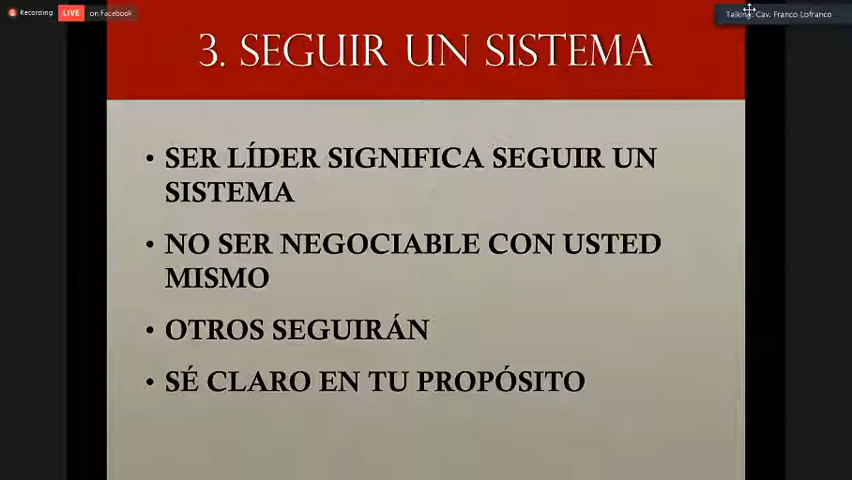 Recording LIVE on Facebook
Talking: Cav. Franco Lofranco
3. SEGUIR UN SISTEMA
• SER LÍDER SIGNIFICA SEGUIR UN
SISTEMA
• NO SER NEGOCIABLE CON USTED
MISMO
• OTROS SEGUIRÁN
• SÉ CLARO EN TU PROPÓSITO